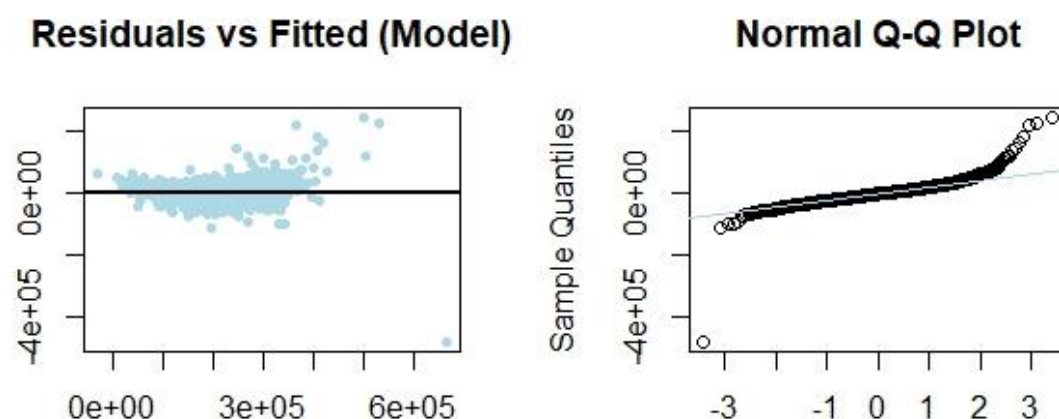 Residuals vs Fitted (Model)
0e+00
-4e+05
0e+00
3e+05
6e+05
Normal Q-Q Plot
Sample Quantiles
0e+00
-4e+05
-3
-1
0
1
2
3